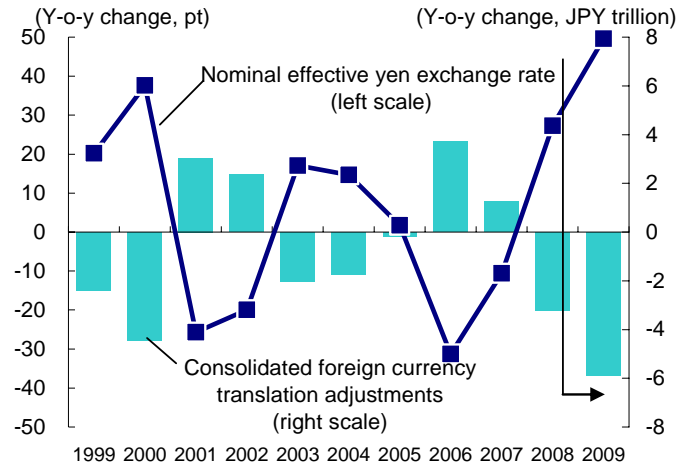 (Y-o-y change, pt)
(Y-o-y change, JPY trillion)
50
40
30
20
10
0
-10
-20
-30
-40
-50
8
6
4
2
0
-2
-4
-6
-8
Nominal effective yen exchange rate
(left scale)
Consolidated foreign currency
translation adjustments
(right scale)
1999 2000 2001 2002 2003 2004 2005 2006 2007 2008 2009